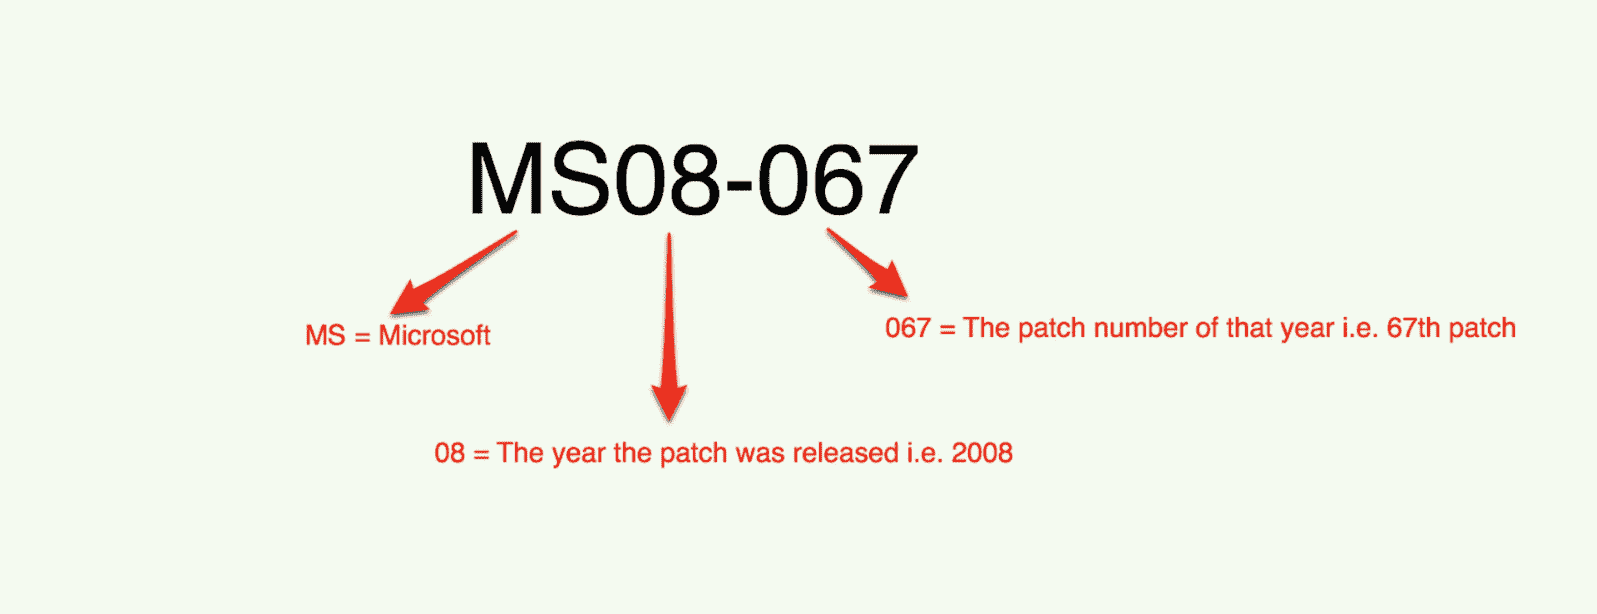 MS08-067
MS = Microsoft
067 = The patch number of that year i.e. 67th patch
08 = The year the patch was released i.e. 2008